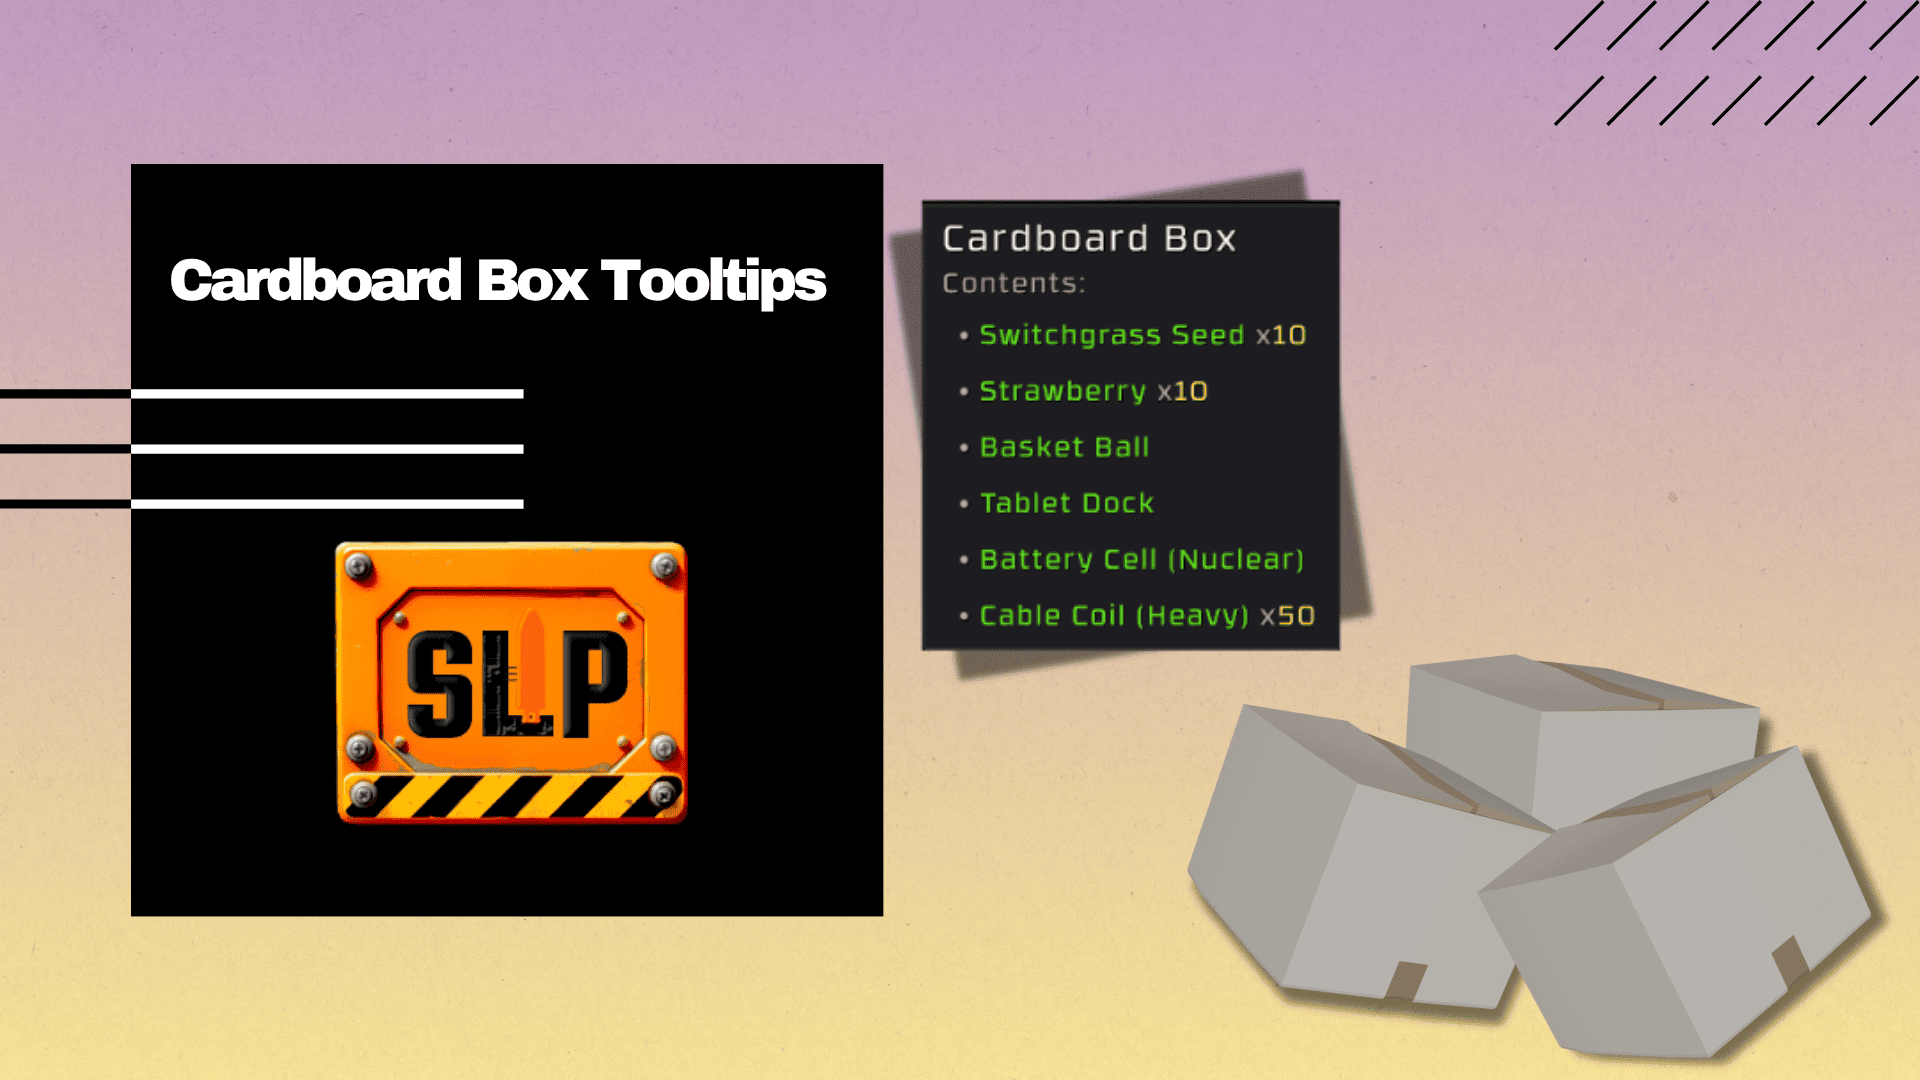 Cardboard Box Tooltips
SLP
Cardboard Box
Contents:
• Switchgrass Seed x10
• Strawberry x10
• Basket Ball
• Tablet Dock
• Battery Cell (Nuclear)
• Cable Coil (Heavy) x50